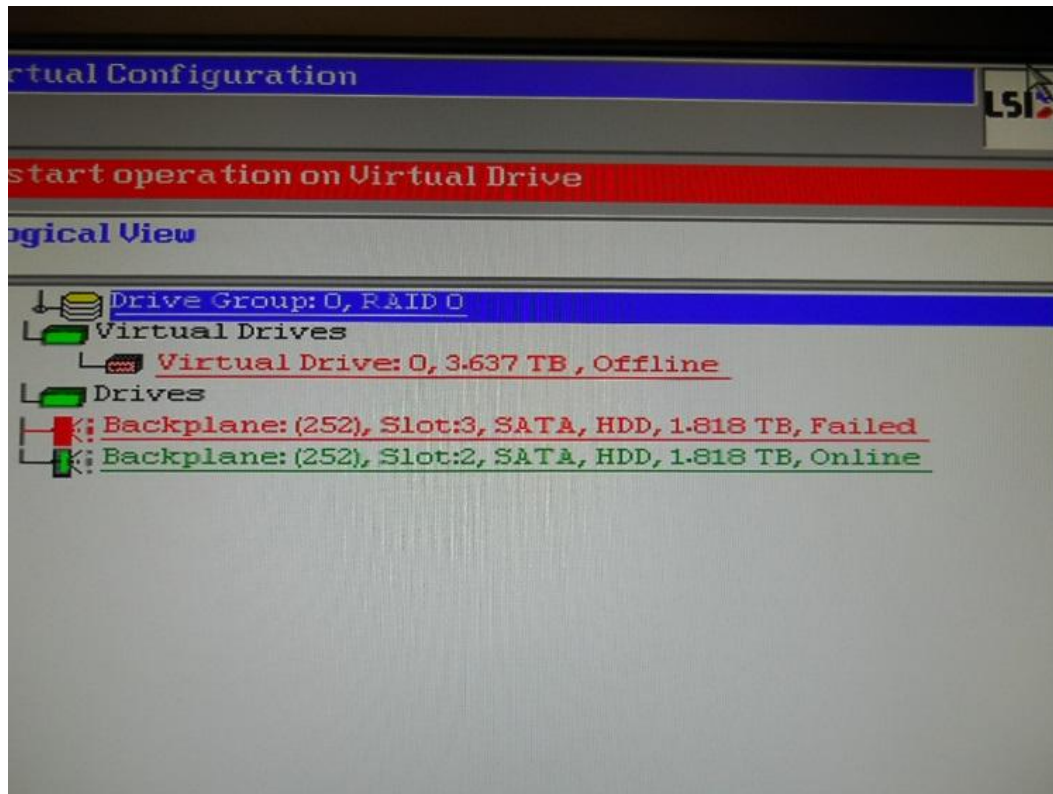 rtual Configuration
LSI
start operation on Virtual Drive
ogical View
Drive Group: 0, RAID 0
Virtual Drives
Virtual Drive: 0, 3.637 TB , Offline
Drives
Backplane: (252), Slot:3, SATA, HDD, 1.818 TB, Failed
Backplane: (252), Slot:2, SATA, HDD, 1.818 TB, Online